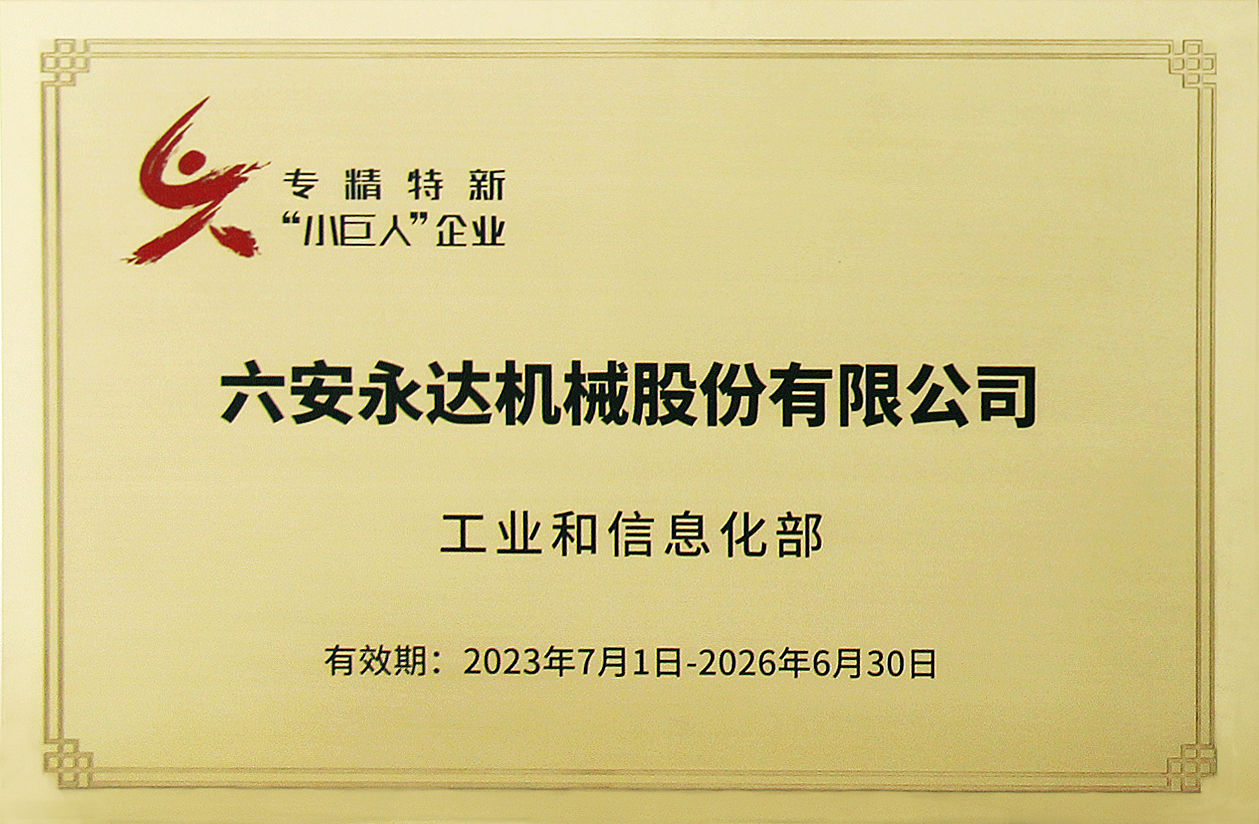 专精特新
“小巨人”企业
六安永达机械股份有限公司
工业和信息化部
有效期：2023年7月1日-2026年6月30日